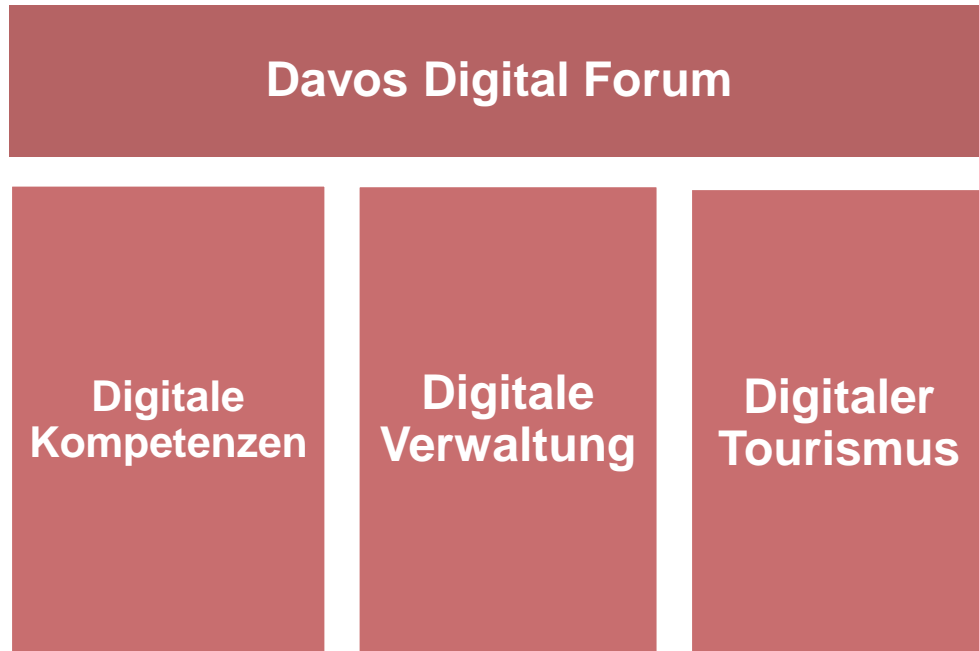 Davos Digital Forum
Digitale
Kompetenzen
Digitale
Verwaltung
Digitaler
Tourismus